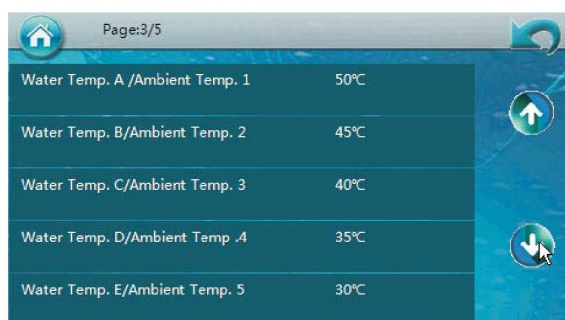 Page:3/5
Water Temp. A /Ambient Temp. 1 50℃
Water Temp. B/Ambient Temp. 2 45℃
Water Temp. C/Ambient Temp. 3 40℃
Water Temp. D/Ambient Temp .4 35℃
Water Temp. E/Ambient Temp. 5 30℃